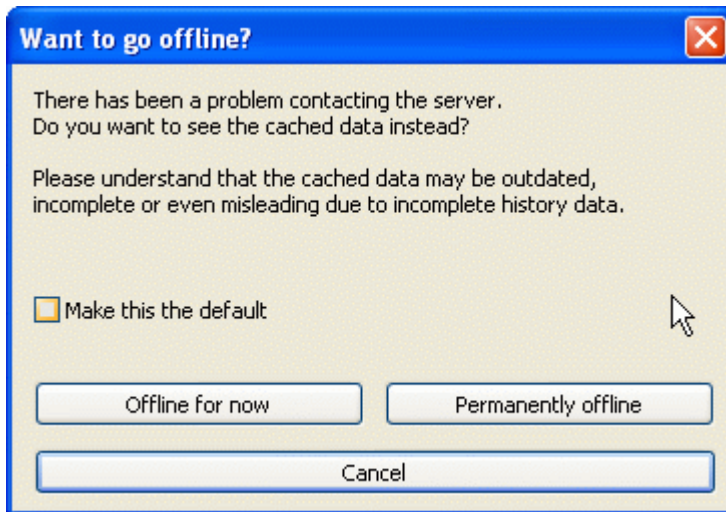 Want to go offline?
There has been a problem contacting the server.
Do you want to see the cached data instead?
Please understand that the cached data may be outdated,
incomplete or even misleading due to incomplete history data.
Make this the default
Offline for now
Permanently offline
Cancel